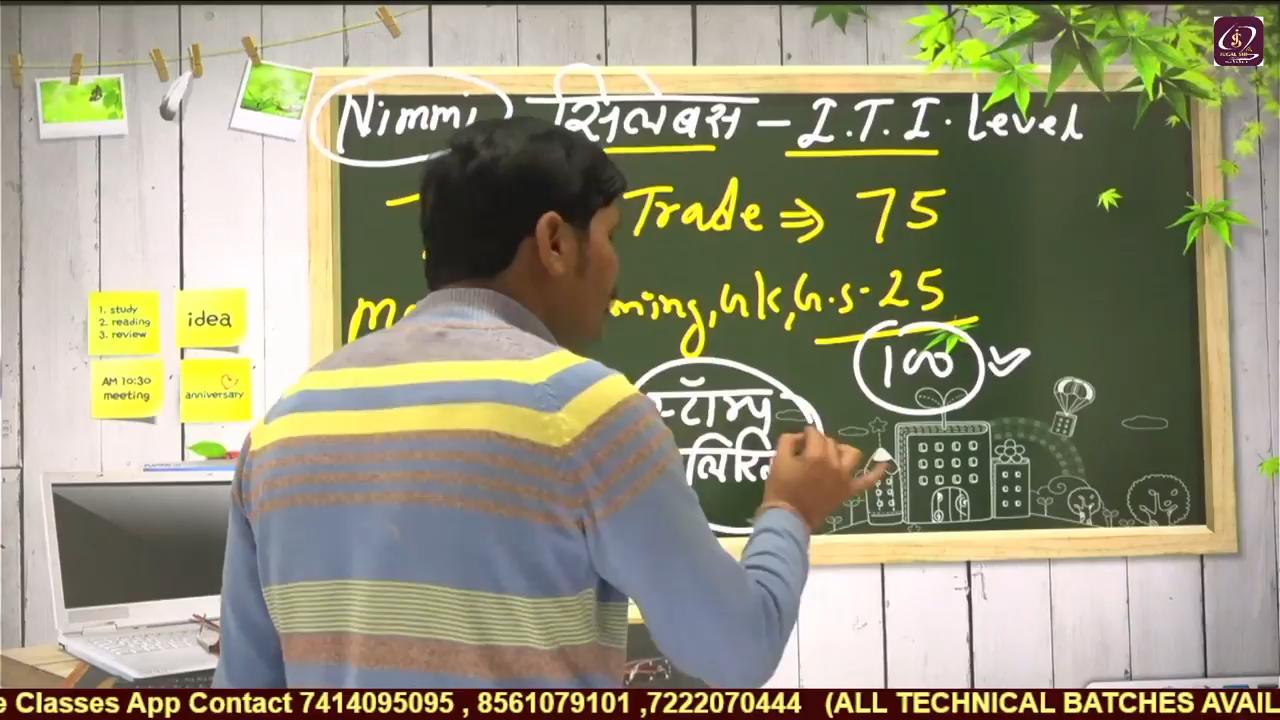 Nimmi सिलेबस - I.T.I. Level
Trade ⇒ 75
ming, GK, G.S - 25
100 ✓
1. study
2. reading
3. review
idea
AM 10:30
meeting
anniversary
e Classes App Contact 7414095095 , 8561079101 ,7222070444 (ALL TECHNICAL BATCHES AVAIL